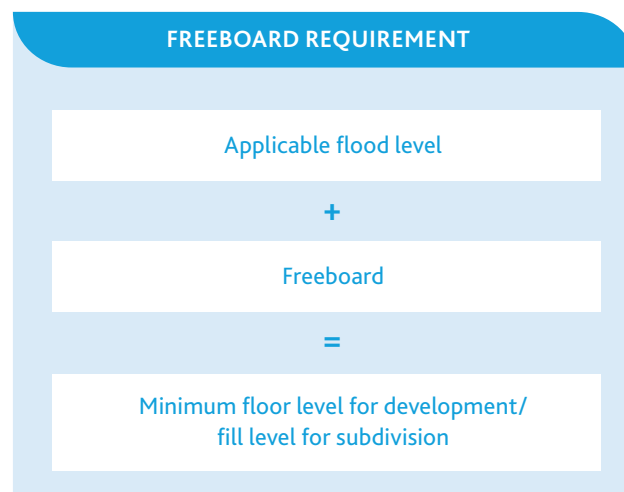 FREEBOARD REQUIREMENT
Applicable flood level
+
Freeboard
=
Minimum floor level for development/
fill level for subdivision